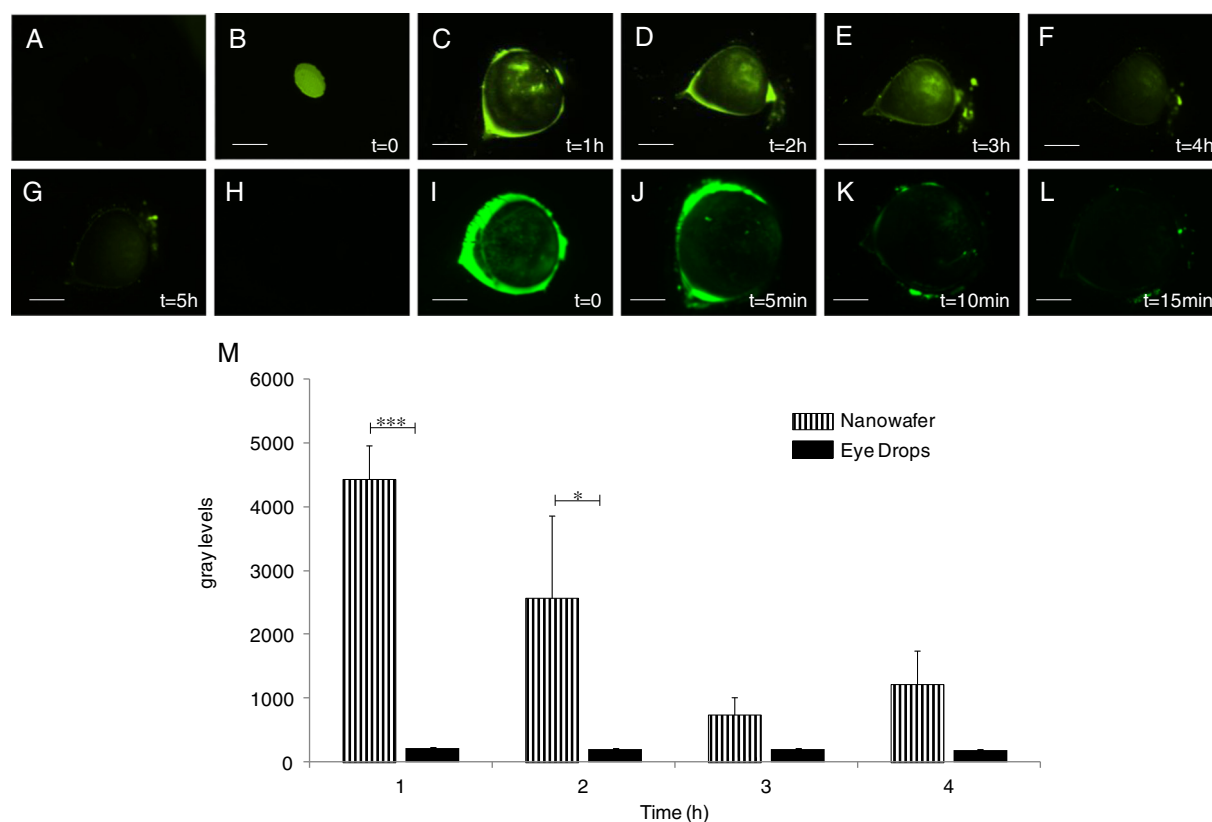 A
B
t=0
C
t=1h
D
t=2h
E
t=3h
F
t=4h
G
t=5h
H
I
t=0
J
t=5min
K
t=10min
L
t=15min
M
6000
5000
4000
3000
2000
1000
0
gray levels
***
*
Nanowafer
Eye Drops
1
2
3
4
Time (h)